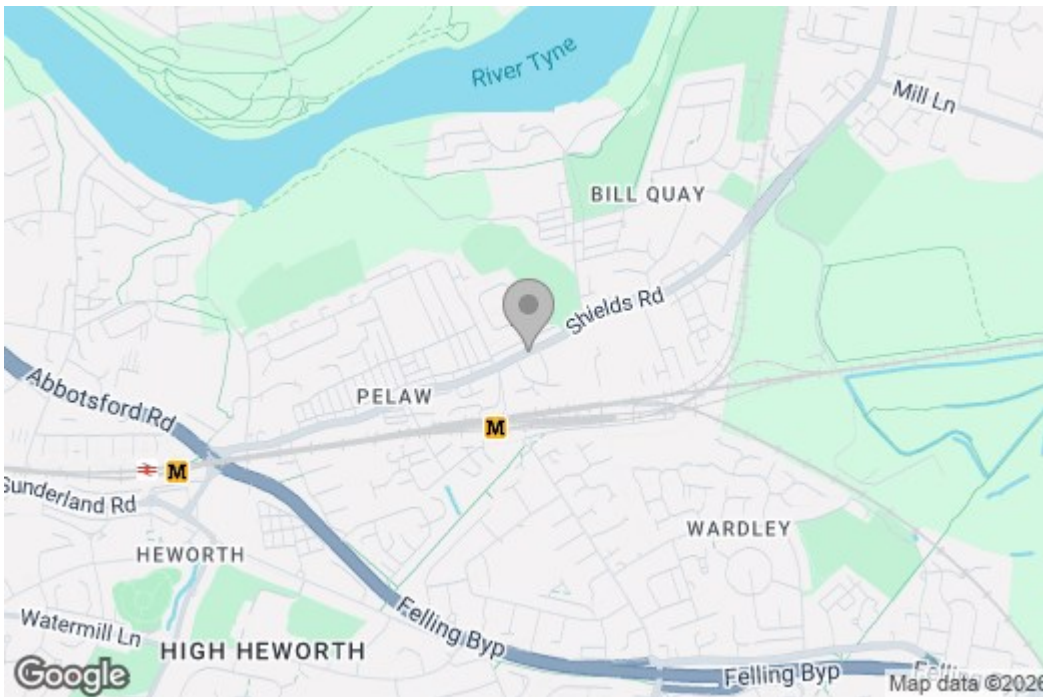 River Tyne
Mill Ln
BILL QUAY
Shields Rd
Abbotsford Rd
PELAW
M
M
Sunderland Rd
WARDLEY
HEWORTH
Felling Byp
Watermill Ln
HIGH HEWORTH
Felling Byp
Felling
Google
Map data ©2026